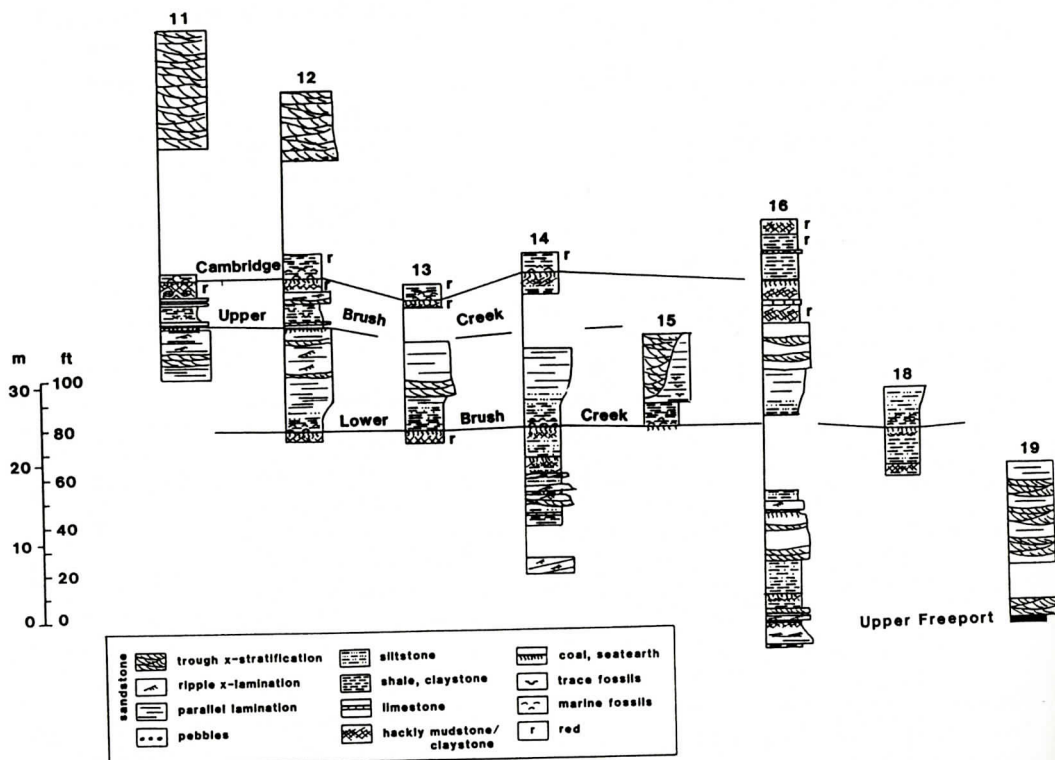 11
12
13
14
15
16
18
19
r
r
r
r
r
r
r
r
r
Cambridge
Upper Brush Creek
Lower Brush Creek
Upper Freeport
m ft
30 100
80
20 60
40
10
20
0 0
sandstone
trough x-stratification
ripple x-lamination
parallel lamination
pebbles
siltstone
shale, claystone
limestone
hackly mudstone/
claystone
coal, seatearth
trace fossils
marine fossils
r red